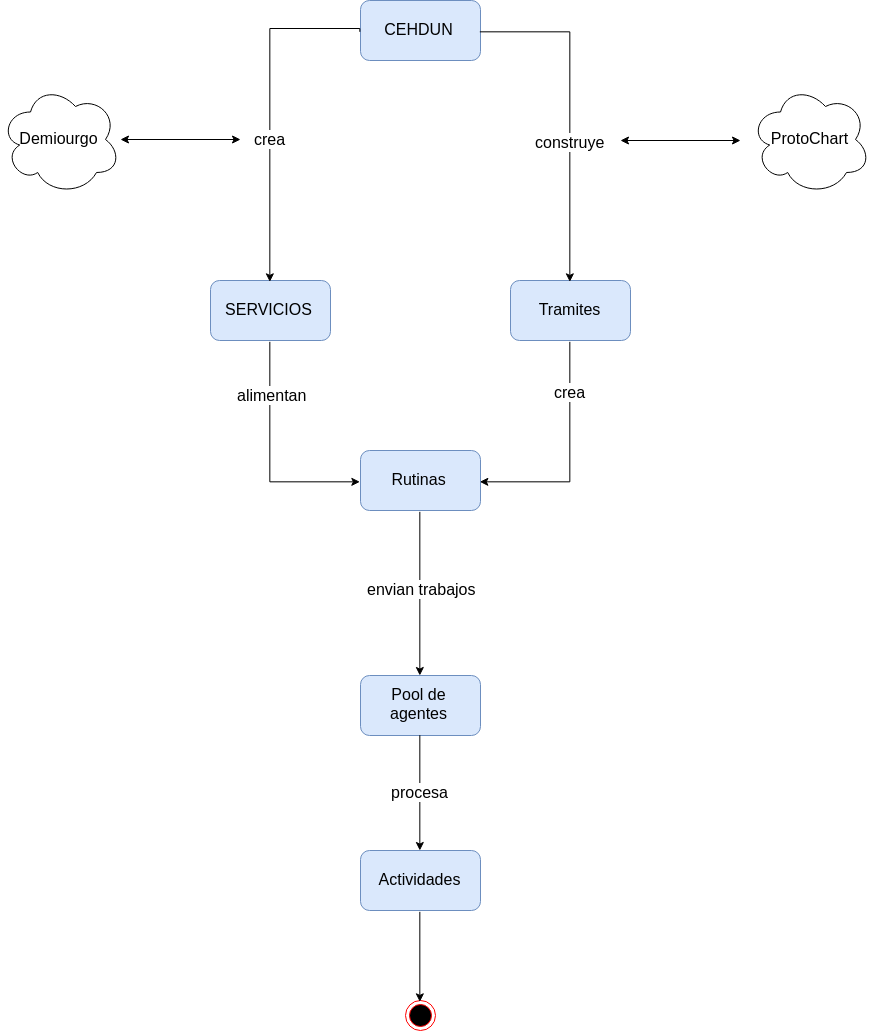 CEHDUN
Demiourgo
crea
construye
ProtoChart
SERVICIOS
Tramites
alimentan
crea
Rutinas
envian trabajos
Pool de
agentes
procesa
Actividades